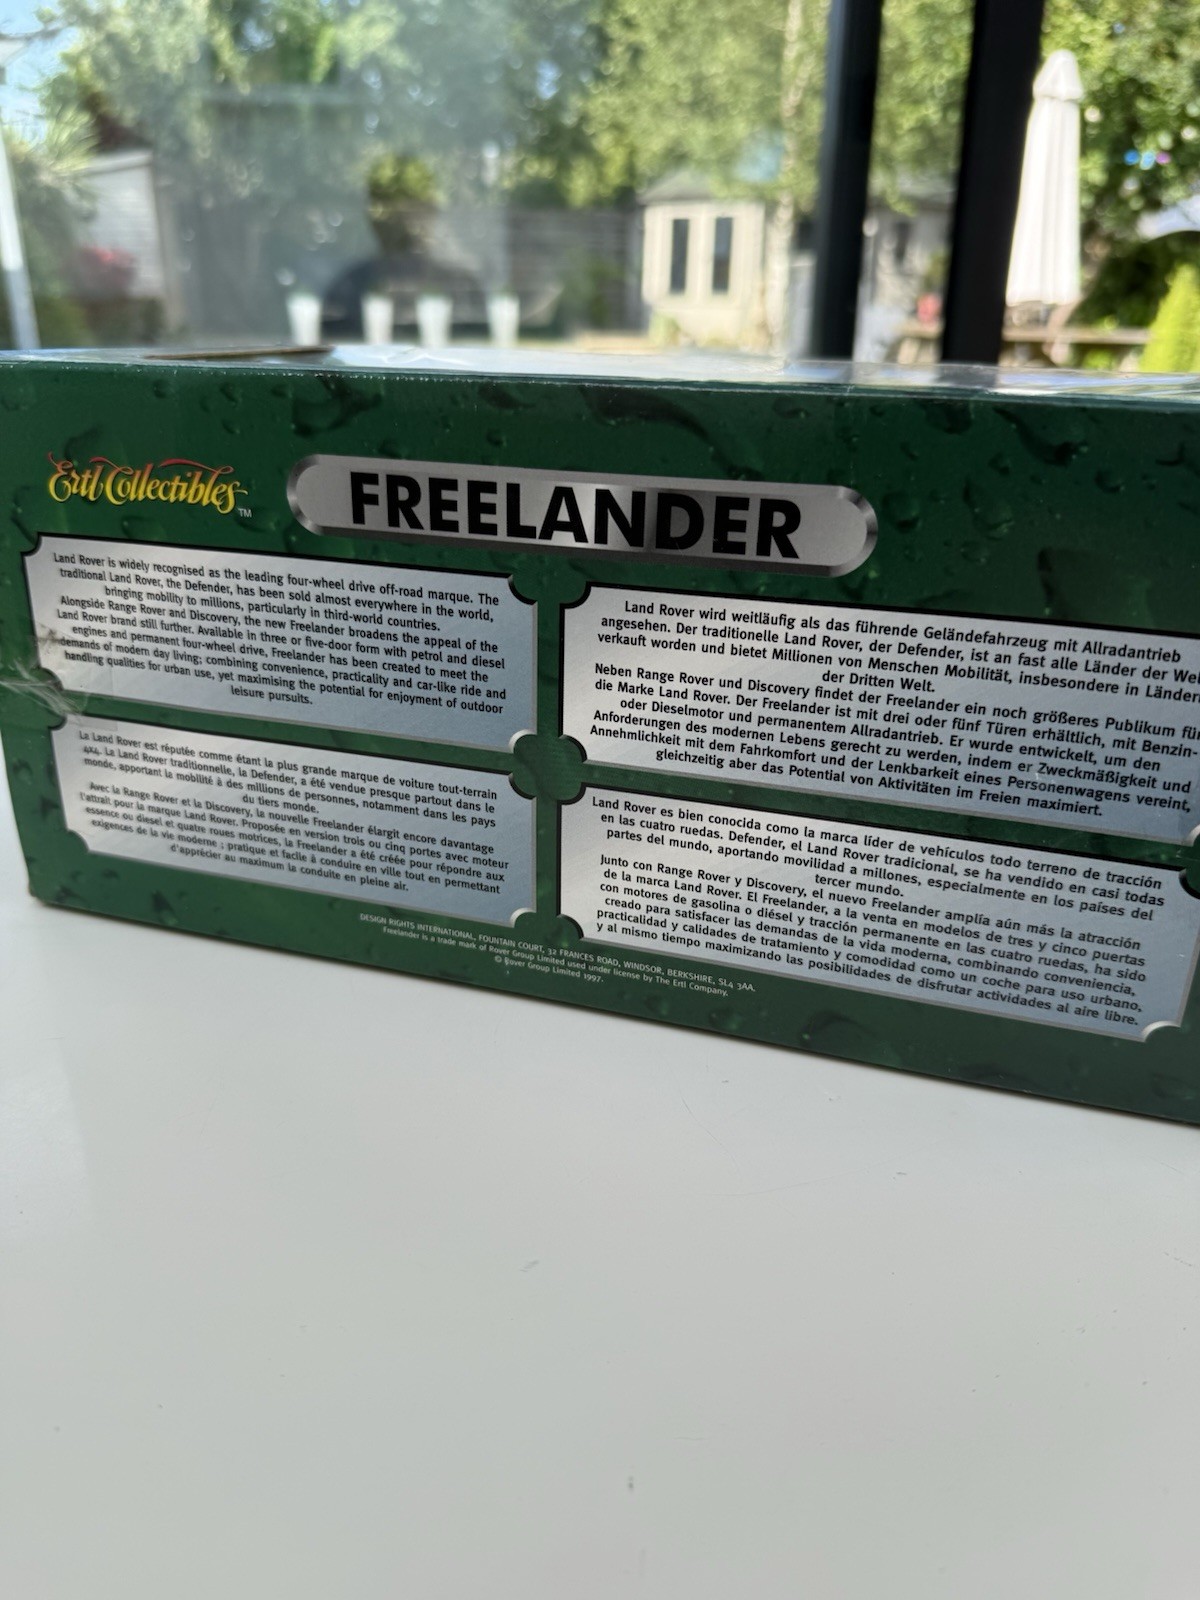 Ertl Collectibles TM
FREELANDER
Land Rover is widely recognised as the leading four-wheel drive off-road marque. The
traditional Land Rover, the Defender, has been sold almost everywhere in the world,
bringing mobility to millions, particularly in third-world countries.
Alongside Range Rover and Discovery, the new Freelander broadens the appeal of the
Land Rover brand still further. Available in three or five-door form with petrol and diesel
engines and permanent four-wheel drive, Freelander has been created to meet the
demands of modern day living; combining convenience, practicality and car-like ride and
handling qualities for urban use, yet maximising the potential for enjoyment of outdoor
leisure pursuits.
Land Rover wird weitläufig als das führende Geländefahrzeug mit Allradantrieb
angesehen. Der traditionelle Land Rover, der Defender, ist an fast alle Länder der Wel
verkauft worden und bietet Millionen von Menschen Mobilität, insbesondere in Länder
der Dritten Welt.
Neben Range Rover und Discovery findet der Freelander ein noch größeres Publikum für
die Marke Land Rover. Der Freelander ist mit drei oder fünf Türen erhältlich, mit Benzin-
oder Dieselmotor und permanentem Allradantrieb. Er wurde entwickelt, um den
Anforderungen des modernen Lebens gerecht zu werden, indem er Zweckmäßigkeit und
Annehmlichkeit mit dem Fahrkomfort und der Lenkbarkeit eines Personenwagens vereint,
gleichzeitig aber das Potential von Aktivitäten im Freien maximiert.
La Land Rover est réputée comme étant la plus grande marque de voiture tout-terrain
4x4. La Land Rover traditionnelle, la Defender, a été vendue presque partout dans le
monde, apportant la mobilité à des millions de personnes, notamment dans les pays
du tiers monde.
Avec la Range Rover et la Discovery, la nouvelle Freelander élargit encore davantage
l'attrait pour la marque Land Rover. Proposée en version trois ou cinq portes avec moteur
essence ou diesel et quatre roues motrices, la Freelander a été créée pour répondre aux
exigences de la vie moderne ; pratique et facile à conduire en ville tout en permettant
d'apprécier au maximum la conduite en pleine air.
Land Rover es bien conocida como la marca líder de vehículos todo terreno de tracción
en las cuatro ruedas. Defender, el Land Rover tradicional, se ha vendido en casi todas
partes del mundo, aportando movilidad a millones, especialmente en los países del
tercer mundo.
Junto con Range Rover y Discovery, el nuevo Freelander amplía aún más la atracción
de la marca Land Rover. El Freelander, a la venta en modelos de tres y cinco puertas
con motores de gasolina o diésel y tracción permanente en las cuatro ruedas, ha sido
creado para satisfacer las demandas de la vida moderna, combinando conveniencia,
practicalidad y calidades de tratamiento y comodidad como un coche para uso urbano,
y al mismo tiempo maximizando las posibilidades de disfrutar actividades al aire libre.
DESIGN RIGHTS INTERNATIONAL, FOUNTAIN COURT, 32 FRANCES ROAD, WINDSOR, BERKSHIRE, SL4 3AA.
Freelander is a trade mark of Rover Group Limited used under license by The Ertl Company.
© Rover Group Limited 1997.